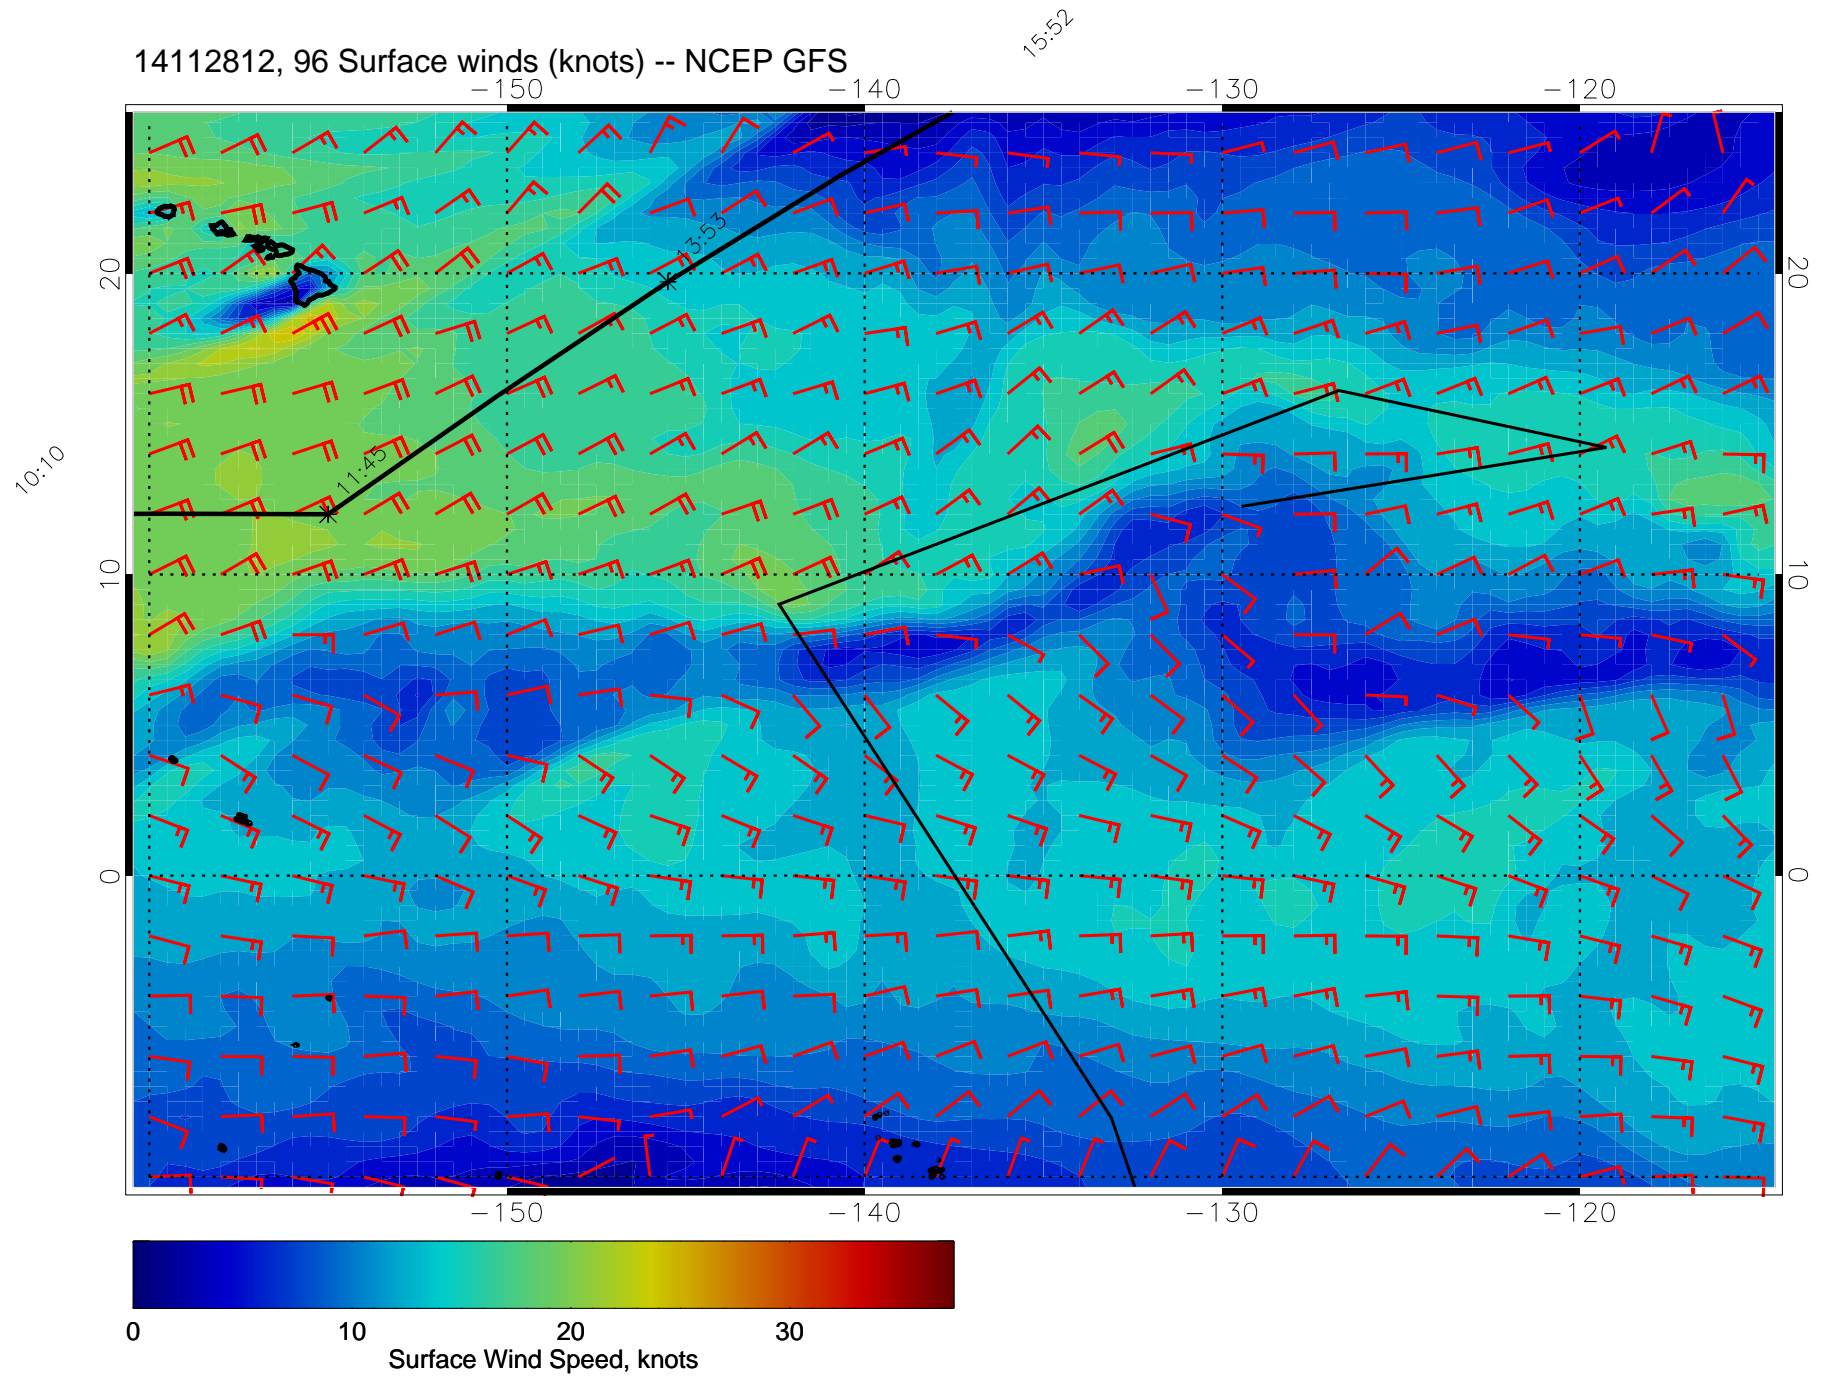 15:52
14112812, 96 Surface winds (knots) -- NCEP GFS
-150 -140 -130 -120
13:53
20 20
10:10
11:45
10 10
0 0
-150 -140 -130 -120
0 10 20 30
Surface Wind Speed, knots